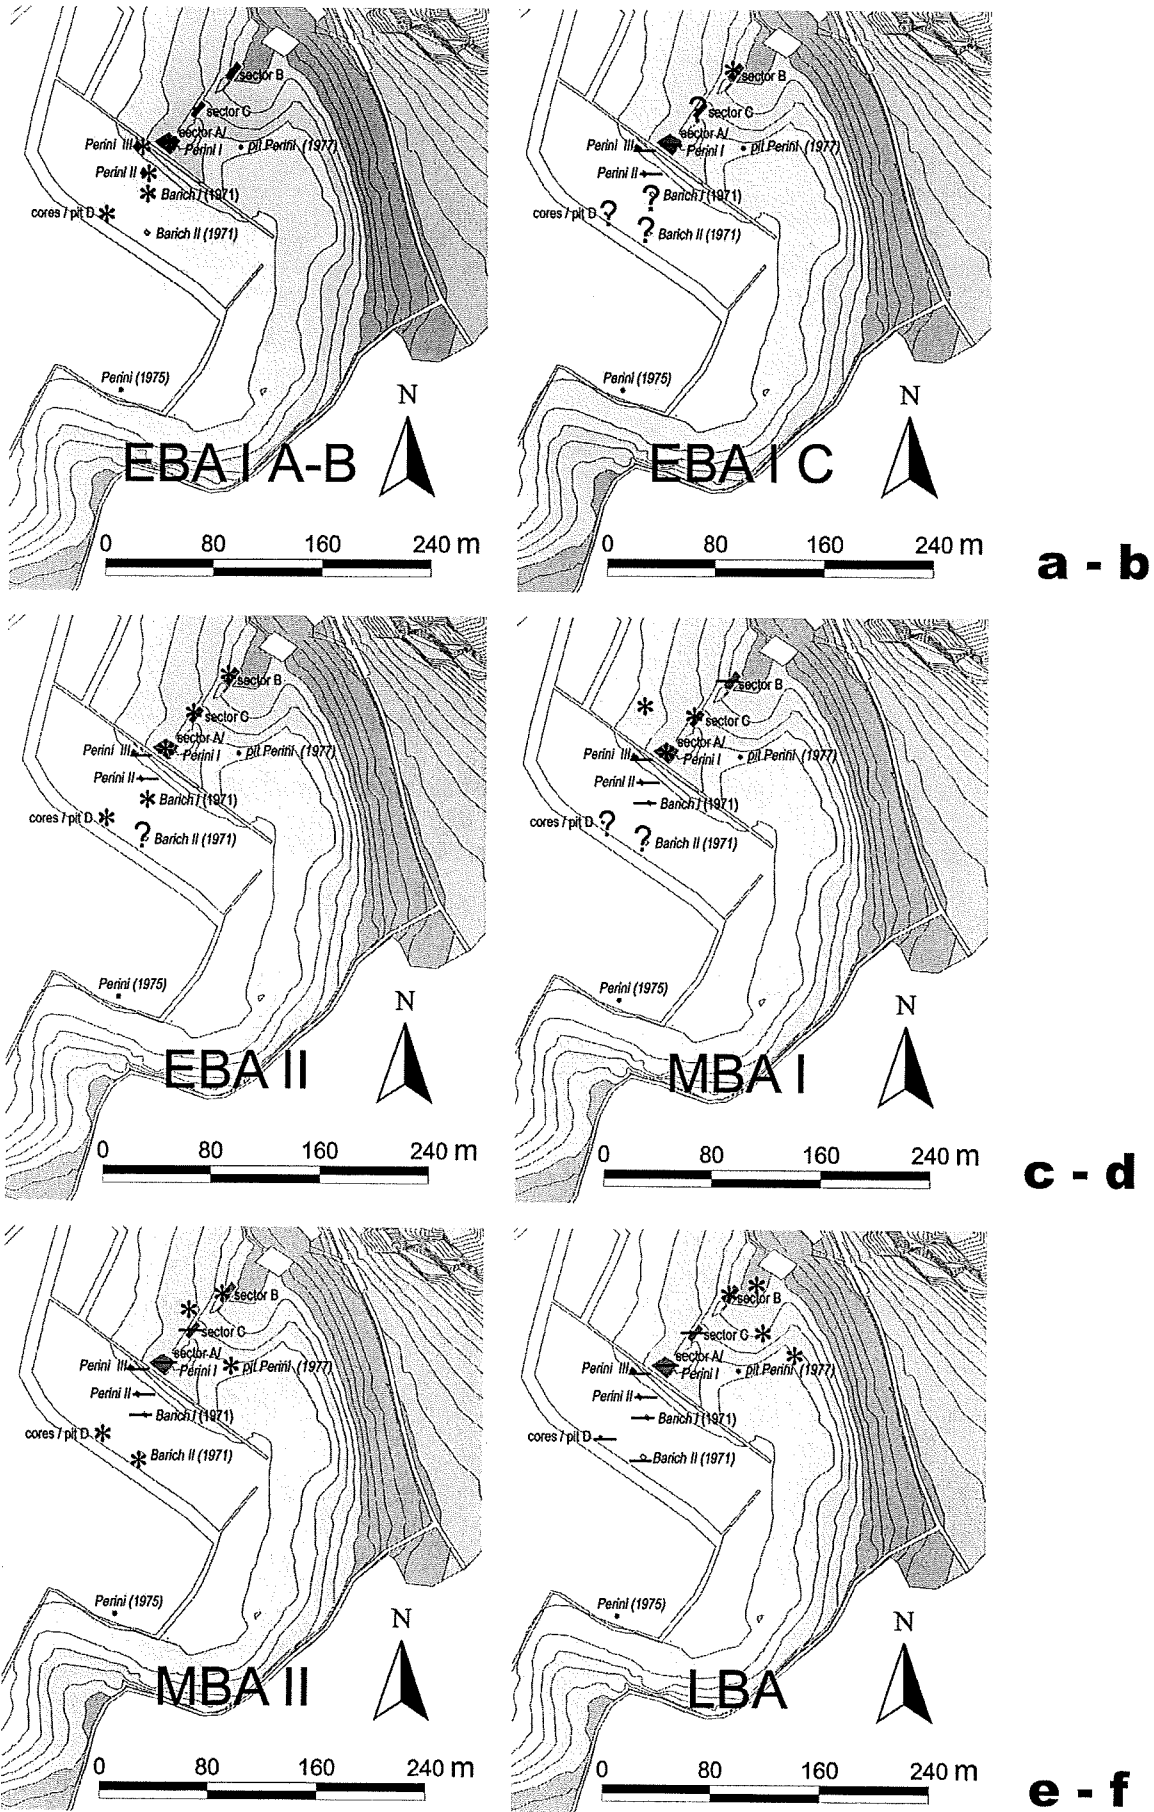 sector B
sector C
sector A/
Perini III
Perini I
pit Perini (1977)
Perini II
Barich I (1971)
cores / pit D
Barich II (1971)
Perini (1975)
N
EBA I A-B
0 80 160 240 m
sector B
sector C
sector A/
Perini III
Perini I
pit Perini (1977)
Perini II
Barich I (1971)
cores / pit D
?
?
?
?
Barich II (1971)
Perini (1975)
N
EBA I C
0 80 160 240 m
a - b
sector B
sector C
sector A/
Perini III
Perini I
pit Perini (1977)
Perini II
Barich I (1971)
cores / pit D
?
Barich II (1971)
Perini (1975)
N
EBA II
0 80 160 240 m
sector B
sector C
sector A/
Perini III
Perini I
pit Perini (1977)
Perini II
Barich I (1971)
cores / pit D
?
?
Barich II (1971)
Perini (1975)
N
MBA I
0 80 160 240 m
c - d
sector B
sector C
sector A/
Perini III
Perini I
pit Perini (1977)
Perini II
Barich I (1971)
cores / pit D
Barich II (1971)
Perini (1975)
N
MBA II
0 80 160 240 m
sector B
sector C
sector A/
Perini III
Perini I
pit Perini (1977)
Perini II
Barich I (1971)
cores / pit D
Barich II (1971)
Perini (1975)
N
LBA
0 80 160 240 m
e - f